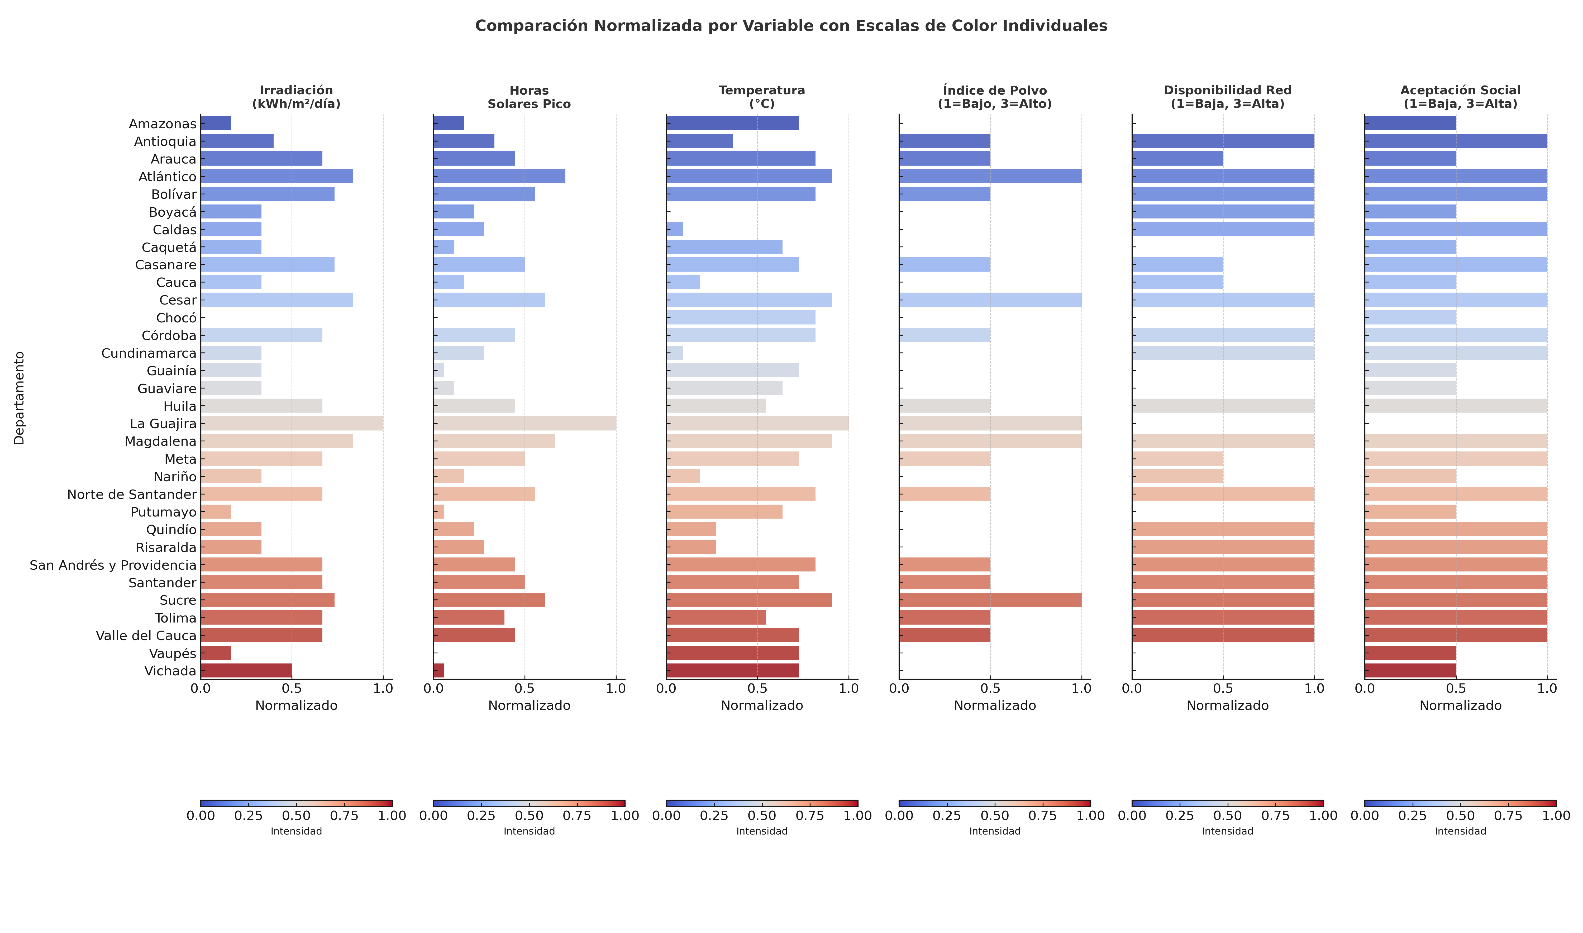 Comparación Normalizada por Variable con Escalas de Color Individuales
Irradiación
(kWh/m²/día)
Horas
Solares Pico
Temperatura
(°C)
Índice de Polvo
(1=Bajo, 3=Alto)
Disponibilidad Red
(1=Baja, 3=Alta)
Aceptación Social
(1=Baja, 3=Alta)
Departamento
Amazonas
Antioquia
Arauca
Atlántico
Bolívar
Boyacá
Caldas
Caquetá
Casanare
Cauca
Cesar
Chocó
Córdoba
Cundinamarca
Guainía
Guaviare
Huila
La Guajira
Magdalena
Meta
Nariño
Norte de Santander
Putumayo
Quindío
Risaralda
San Andrés y Providencia
Santander
Sucre
Tolima
Valle del Cauca
Vaupés
Vichada
0.0 0.5 1.0 0.0 0.5 1.0 0.0 0.5 1.0 0.0 0.5 1.0 0.0 0.5 1.0 0.0 0.5 1.0
Normalizado Normalizado Normalizado Normalizado Normalizado Normalizado
0.00 0.25 0.50 0.75 1.00 0.00 0.25 0.50 0.75 1.00 0.00 0.25 0.50 0.75 1.00 0.00 0.25 0.50 0.75 1.00 0.00 0.25 0.50 0.75 1.00 0.00 0.25 0.50 0.75 1.00
Intensidad Intensidad Intensidad Intensidad Intensidad Intensidad